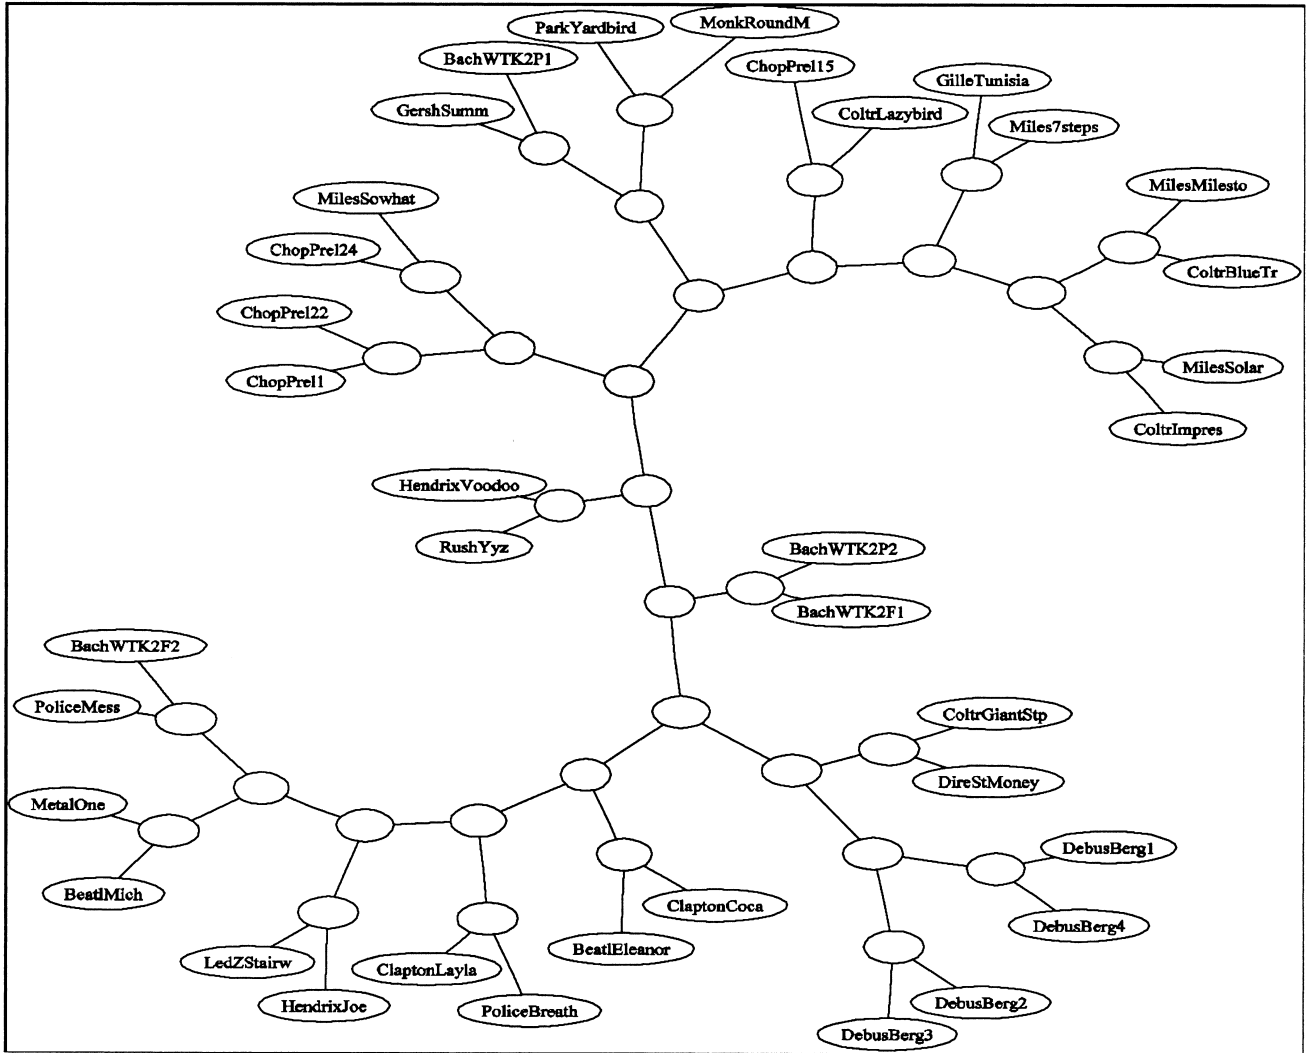 ParkYardbird
MonkRoundM
BachWTK2P1
ChopPrel15
GilleTunisia
GershSumm
ColtrLazybird
Miles7steps
MilesSowhat
MilesMilesto
ChopPrel24
ColtrBlueTr
ChopPrel22
ChopPrel1
MilesSolar
ColtrImpres
HendrixVoodoo
RushYyz
BachWTK2P2
BachWTK2F1
BachWTK2F2
PoliceMess
ColtrGiantStp
DireStMoney
MetalOne
BeatlMich
DebusBerg1
ClaptonCoca
DebusBerg4
BeatlEleanor
LedZStairw
ClaptonLayla
HendrixJoe
PoliceBreath
DebusBerg2
DebusBerg3